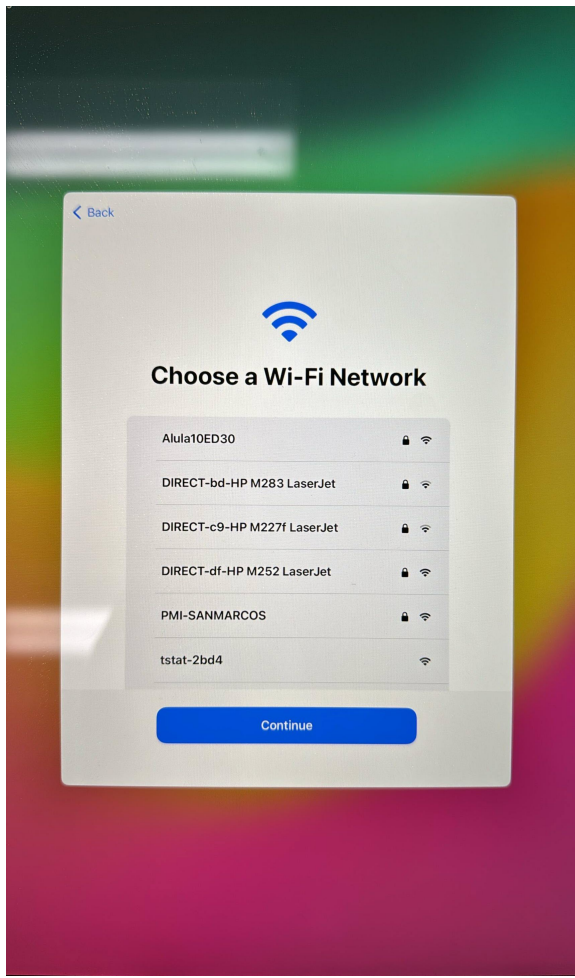 Back
Choose a Wi-Fi Network
Alula10ED30
DIRECT-bd-HP M283 LaserJet
DIRECT-c9-HP M227f LaserJet
DIRECT-df-HP M252 LaserJet
PMI-SANMARCOS
tstat-2bd4
Continue